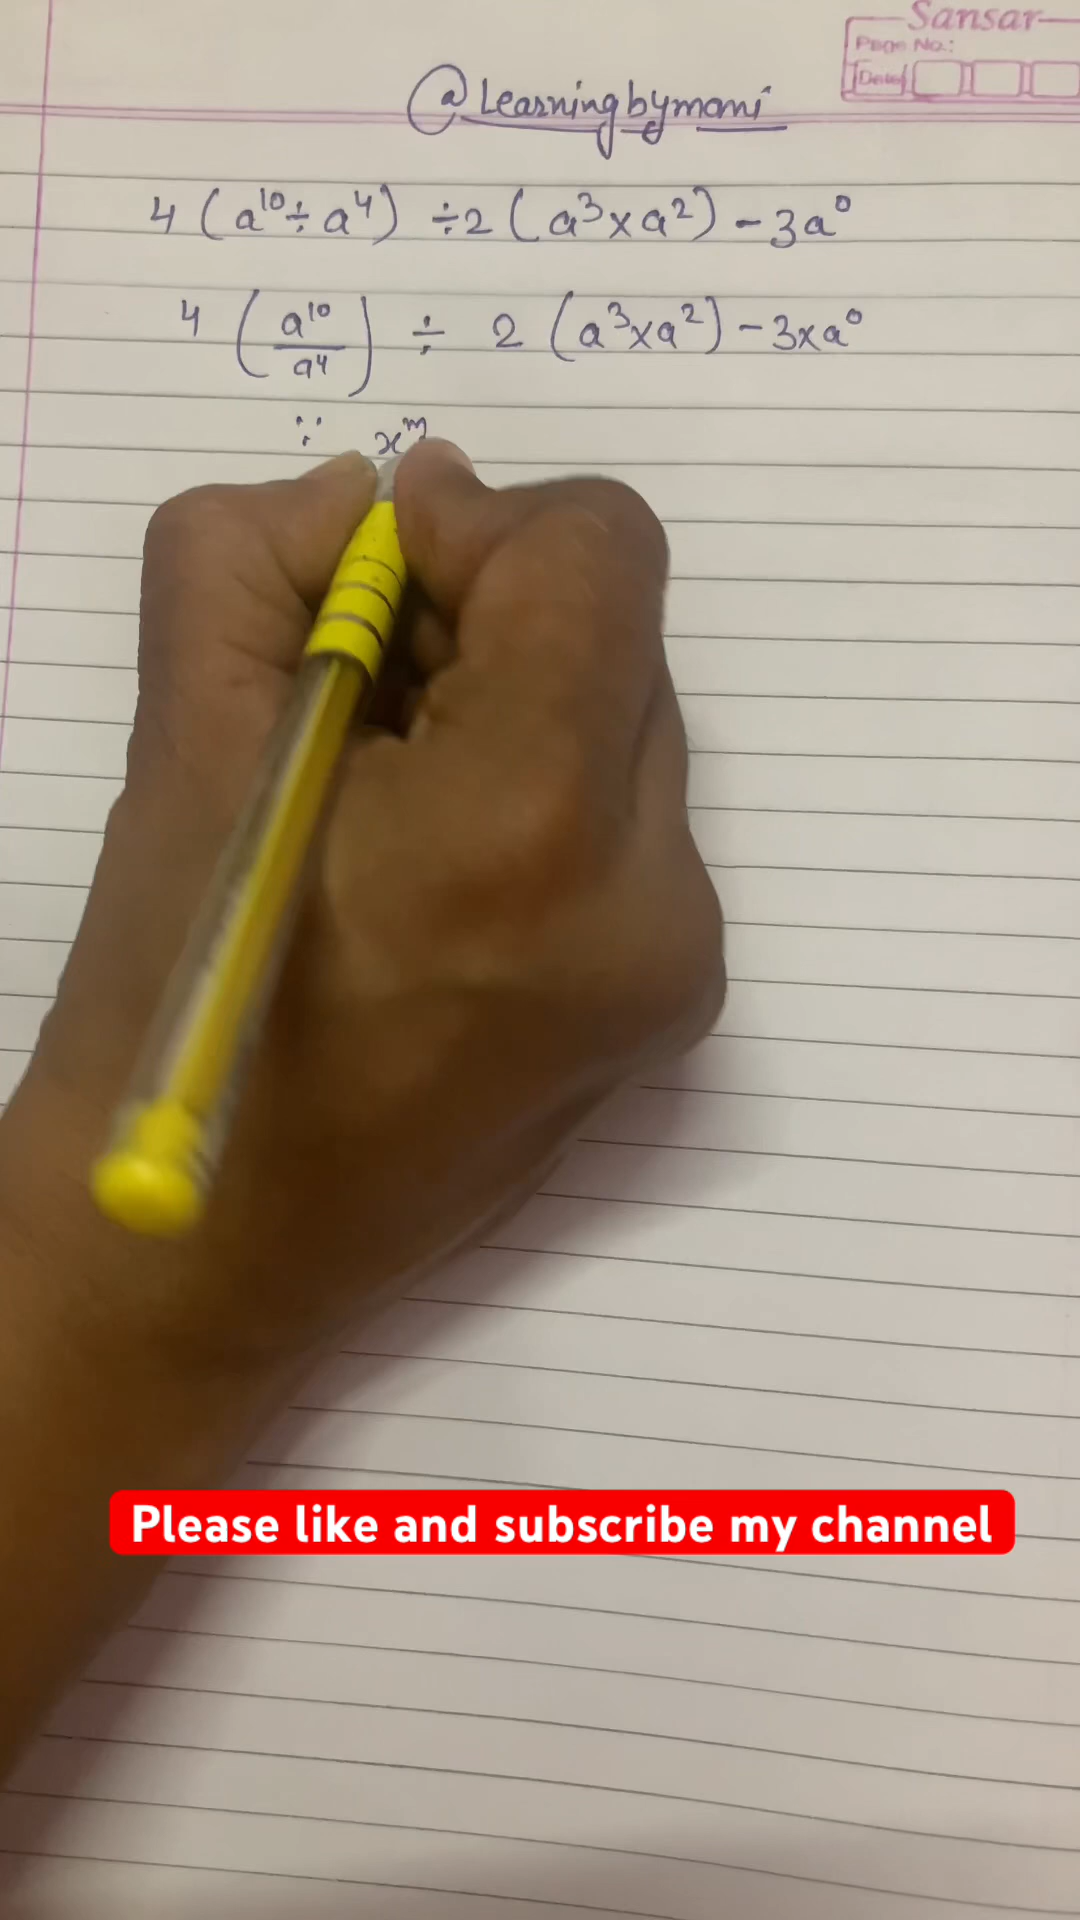 Sansar
Page No.:
Date
@Learningbymomi
4 (a¹⁰ ÷ a⁴) ÷ 2 (a³ × a²) - 3a⁰
4 (a¹⁰/a⁴) ÷ 2 (a³ × a²) - 3 × a⁰
∵ xᵐ
Please like and subscribe my channel